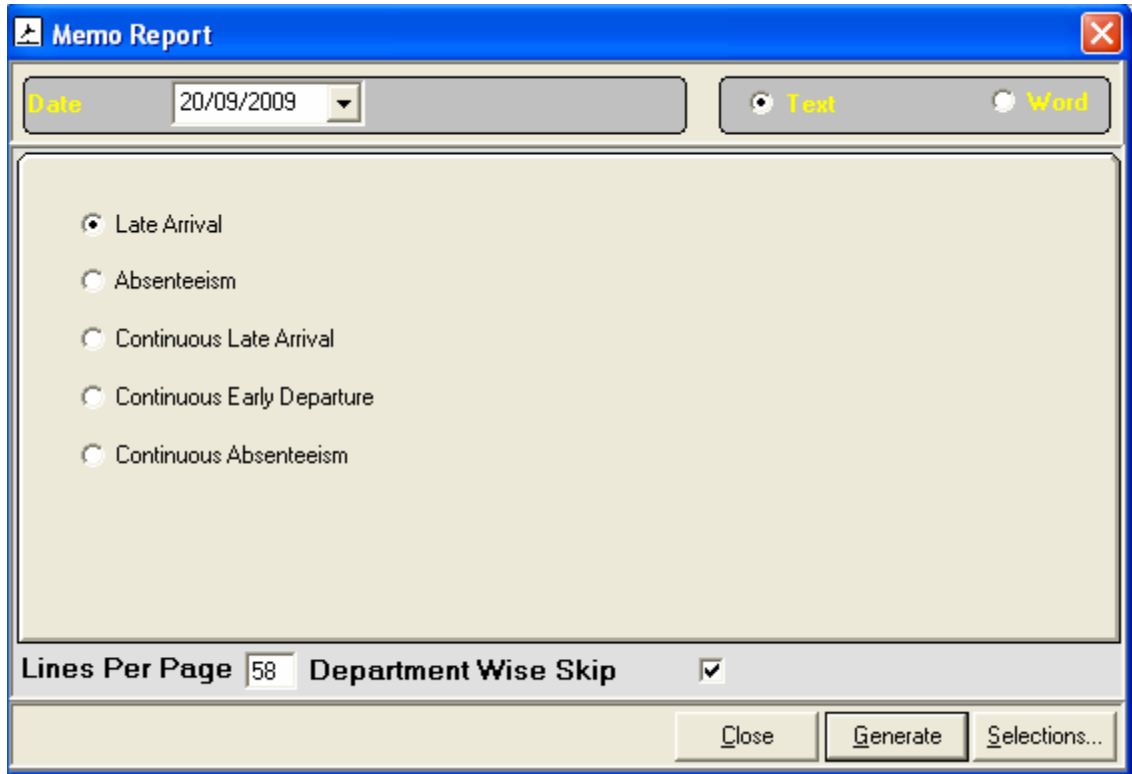 Memo Report
Date 20/09/2009 Text Word
Late Arrival
Absenteeism
Continuous Late Arrival
Continuous Early Departure
Continuous Absenteeism
Lines Per Page 58 Department Wise Skip
Close Generate Selections...